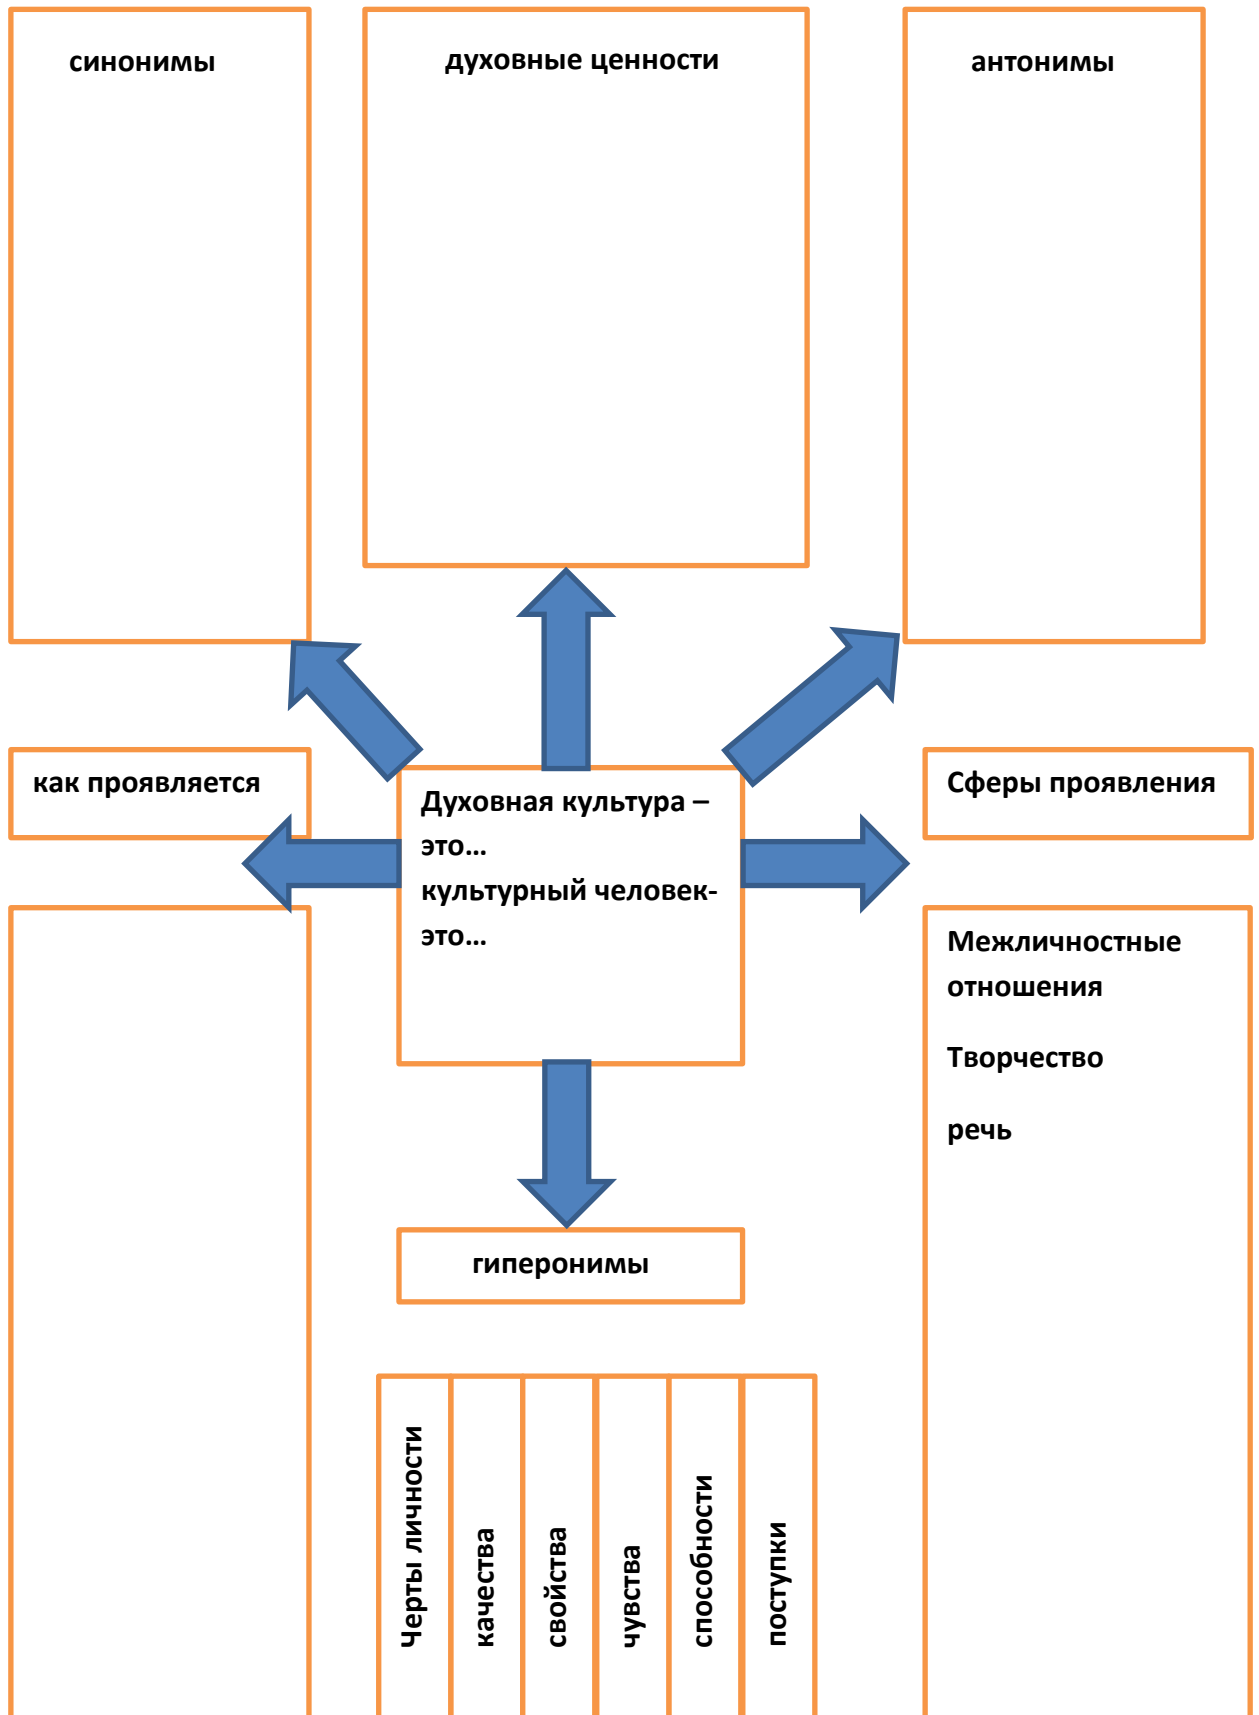 синонимы
духовные ценности
антонимы
как проявляется
Духовная культура –
это...
культурный человек-
это...
Сферы проявления
Межличностные
отношения
Творчество
речь
гиперонимы
Черты личности
качества
свойства
чувства
способности
поступки